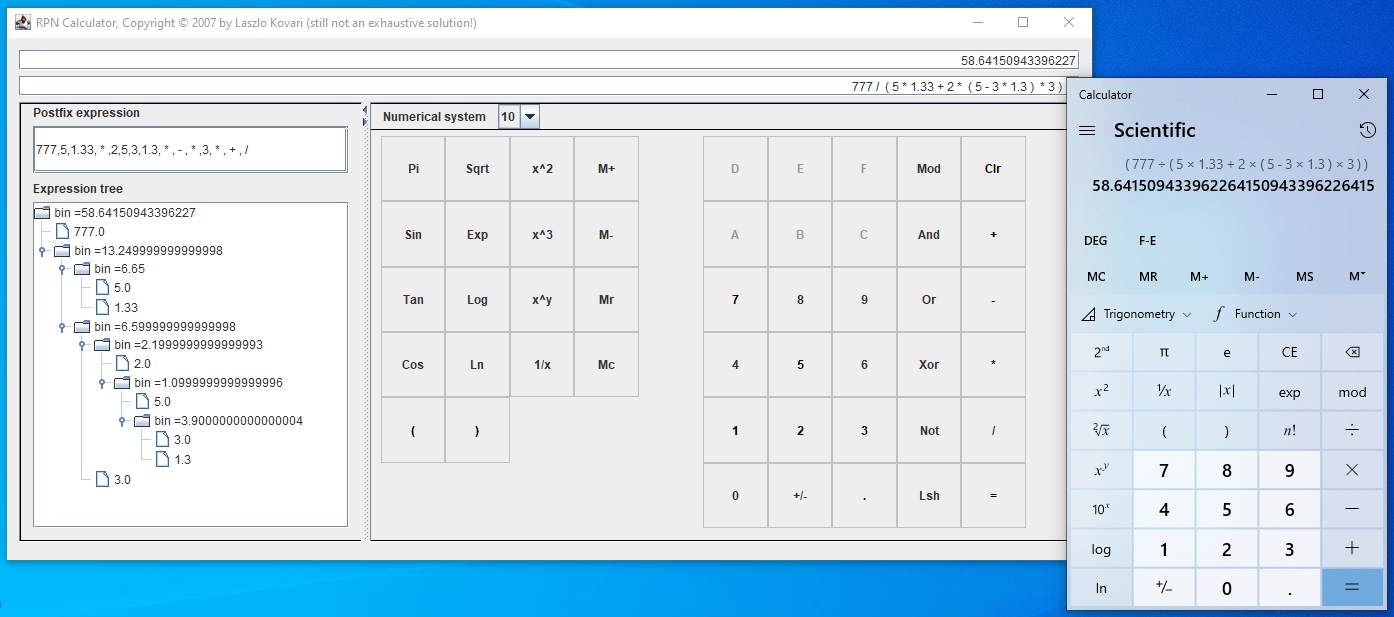 RPN Calculator, Copyright © 2007 by Laszlo Kovari (still not an exhaustive solution!)
58.64150943396227
777 / ( 5 * 1.33 + 2 * ( 5 - 3 * 1.3 ) * 3 )
Postfix expression
777,5,1.33, * ,2,5,3,1.3, * , - , * ,3, * , + , /
Expression tree
bin =58.64150943396227
777.0
bin =13.249999999999998
bin =6.65
5.0
1.33
bin =6.599999999999998
bin =2.1999999999999993
2.0
bin =1.0999999999999996
5.0
bin =3.9000000000000004
3.0
1.3
3.0
Numerical system 10
Pi Sqrt x^2 M+ D E F Mod Clr
Sin Exp x^3 M- A B C And +
Tan Log x^y Mr 7 8 9 Or -
Cos Ln 1/x Mc 4 5 6 Xor *
( ) 1 2 3 Not /
0 +/- . Lsh =
Calculator
Scientific
( 777 ÷ ( 5 × 1.33 + 2 × ( 5 - 3 × 1.3 ) × 3 ) )
58.641509433962264150943396226415
DEG F-E
MC MR M+ M- MS M˅
Trigonometry f Function
2nd π e CE
x² ¹/x |x| exp mod
²√x ( ) n! ÷
xʸ 7 8 9 ×
10ˣ 4 5 6 −
log 1 2 3 +
ln +/− 0 . =